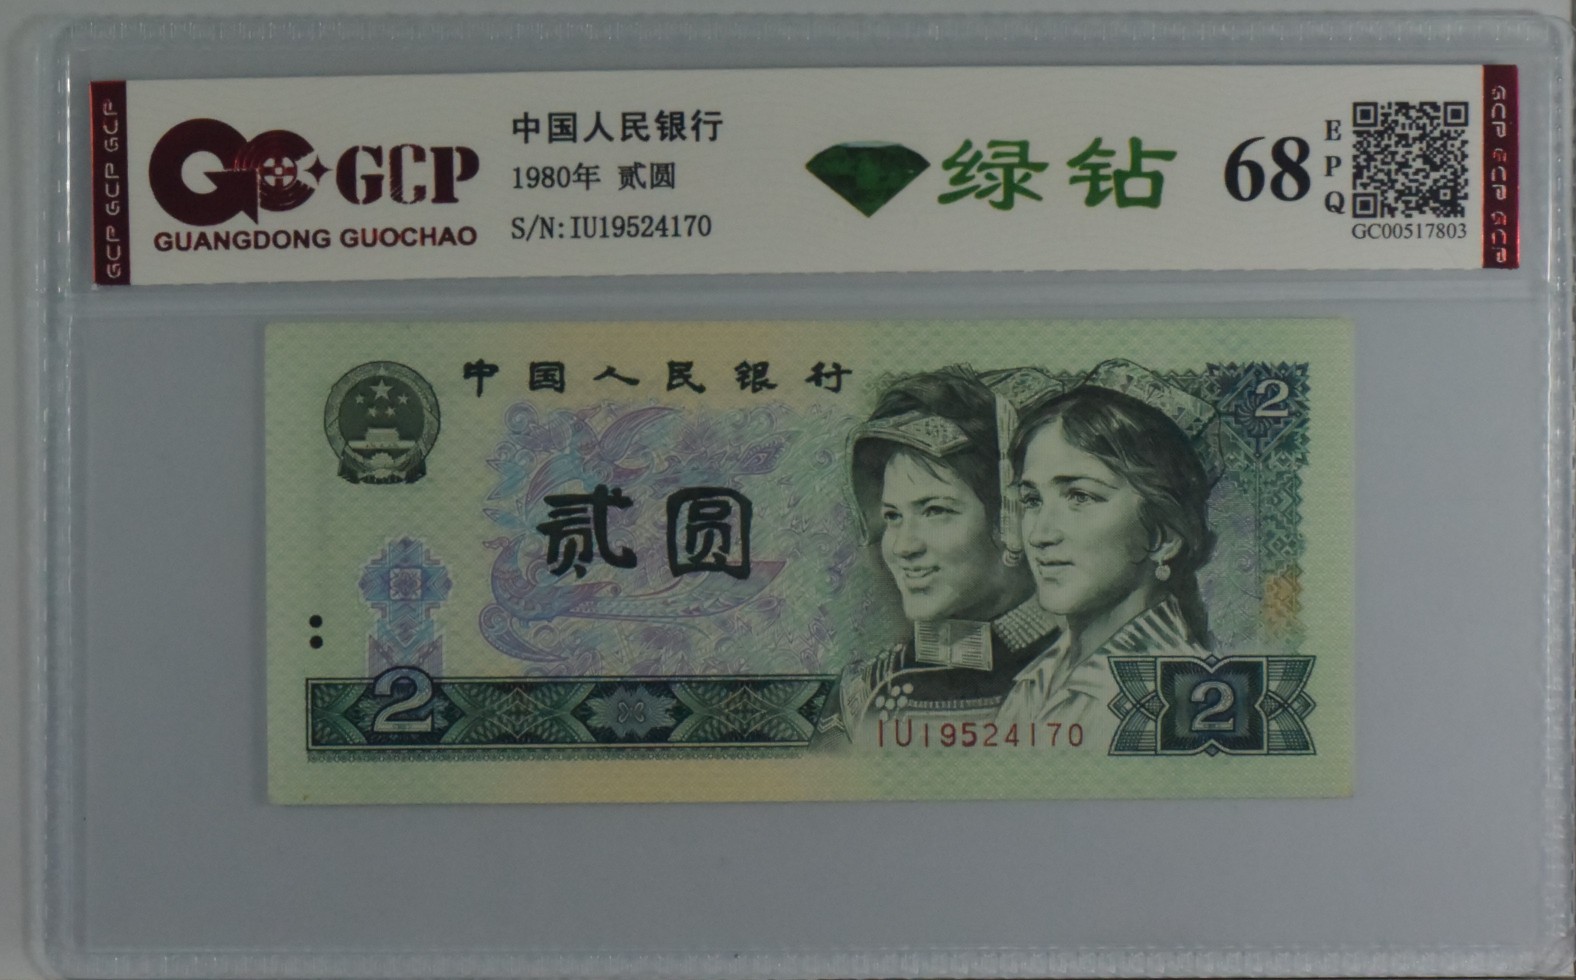 GCP GCP GCP
GCP
GUANGDONG GUOCHAO
中国人民银行
1980年 贰圆
S/N:IU19524170
绿钻
68
EPQ
GC00517803
GCP GCP GCP
中国人民银行
2
贰圆
2
IU19524170
2